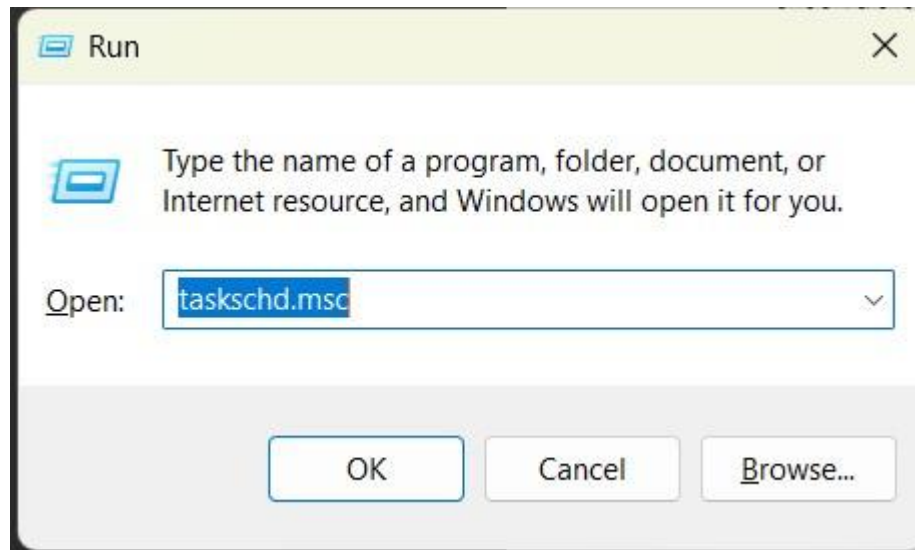 Run
Type the name of a program, folder, document, or
Internet resource, and Windows will open it for you.
Open: taskschd.msc
OK Cancel Browse...